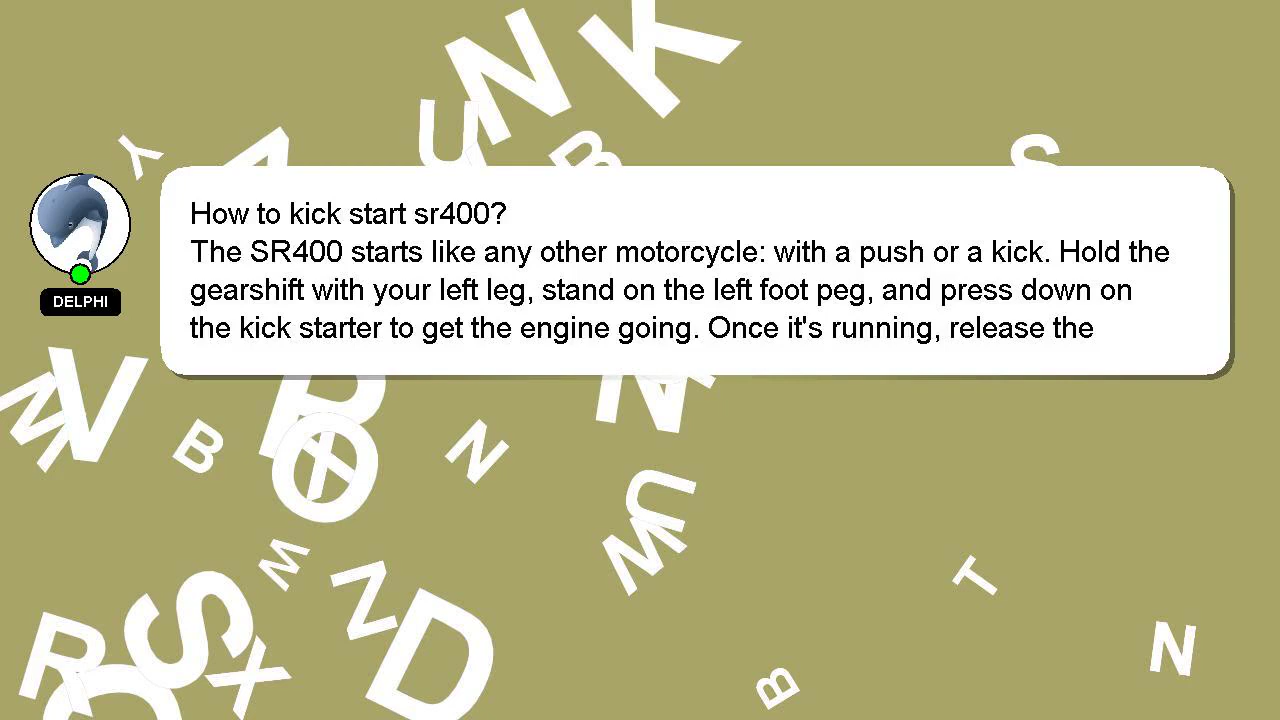 N
K
U
B
S
Y
A
How to kick start sr400?
The SR400 starts like any other motorcycle: with a push or a kick. Hold the
gearshift with your left leg, stand on the left foot peg, and press down on
the kick starter to get the engine going. Once it's running, release the
DELPHI
V
M
B
R
O
X
N
N
U
W
M
Z
T
S
D
R
X
O
B
N